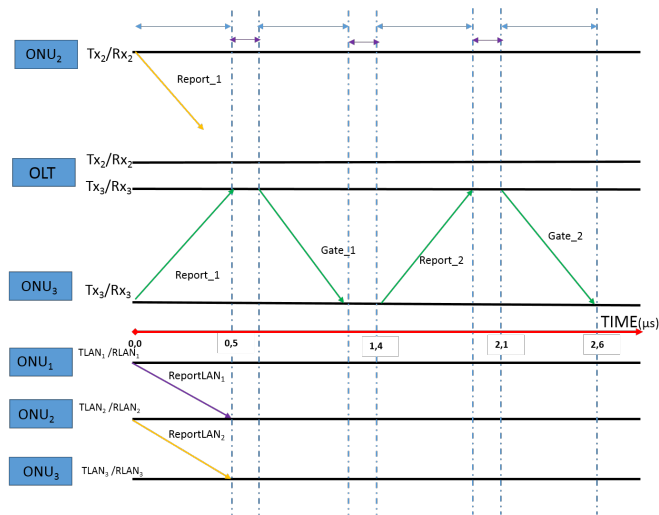 ONU2 Tx2/Rx2
Report_1
Tx2/Rx2
OLT
Tx3/Rx3
Gate_1
Gate_2
Report_1
Report_2
ONU3 Tx3/Rx3
TIME(µs)
0,0 0,5 1,4 2,1 2,6
ONU1 TLAN1 /RLAN1
ReportLAN1
ONU2 TLAN2 /RLAN2
ReportLAN2
ONU3 TLAN3 /RLAN3